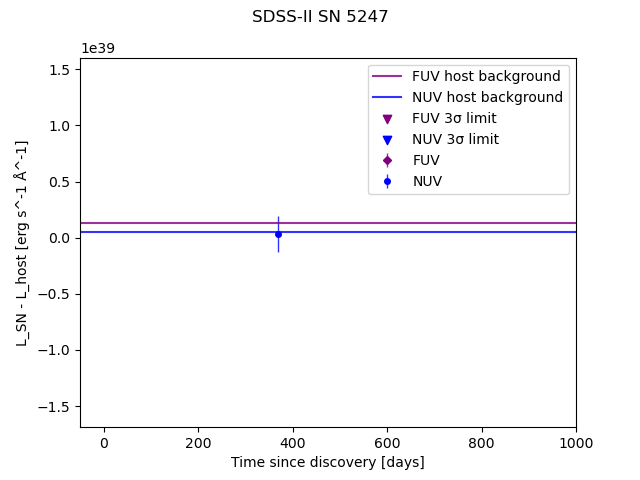 SDSS-II SN 5247
1e39
FUV host background
NUV host background
FUV 3σ limit
NUV 3σ limit
FUV
NUV
1.5
1.0
0.5
0.0
−0.5
−1.0
−1.5
L_SN - L_host [erg s^-1 Å^-1]
0 200 400 600 800 1000
Time since discovery [days]